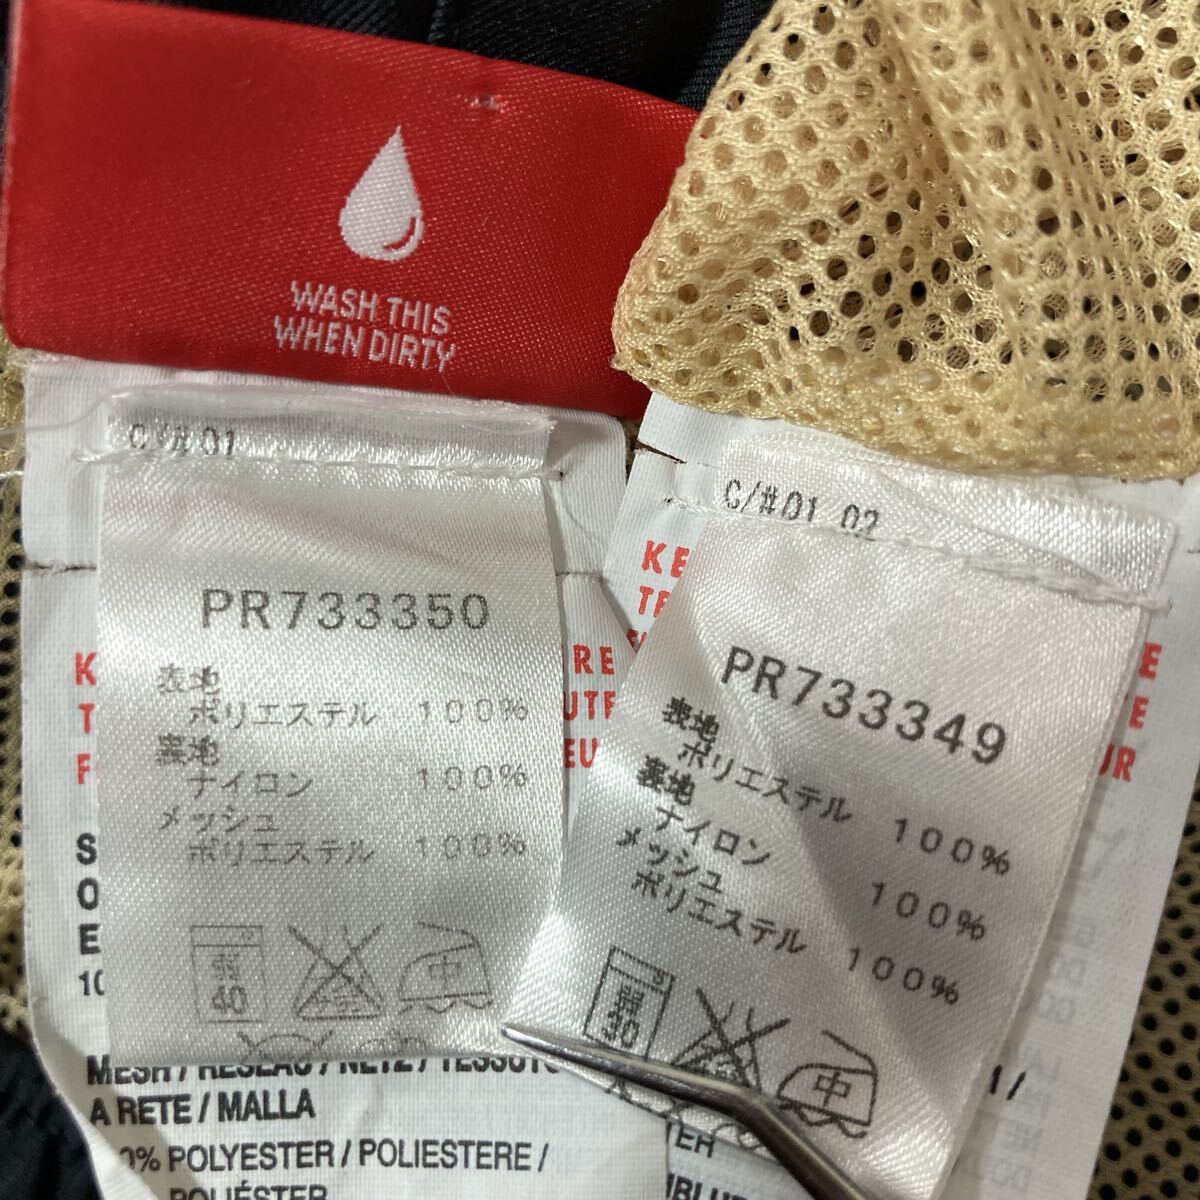 WASH THIS
WHEN DIRTY
C/#01
PR733350
表地
ポリエステル 100%
裏地
ナイロン 100%
メッシュ
ポリエステル 100%
弱
40
中
C/#01 02
PR733349
表地
ポリエステル 100%
裏地
ナイロン 100%
メッシュ
ポリエステル 100%
弱
30
中
A RETE / MALLA
POLYESTER / POLIESTERE /
POLIÉSTER